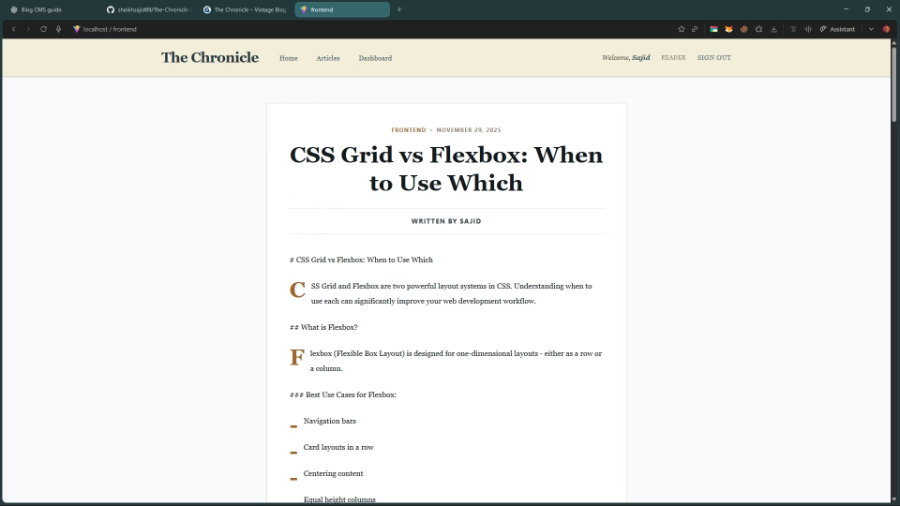 Blog CMS guide
sheikhsajid69/The-Chronicle-
The Chronicle – Vintage Blog
frontend
localhost / frontend
Assistant
The Chronicle
Home
Articles
Dashboard
Welcome, Sajid
READER
SIGN OUT
FRONTEND • NOVEMBER 29, 2025
CSS Grid vs Flexbox: When
to Use Which
WRITTEN BY SAJID
# CSS Grid vs Flexbox: When to Use Which
CSS Grid and Flexbox are two powerful layout systems in CSS. Understanding when to
use each can significantly improve your web development workflow.
## What is Flexbox?
Flexbox (Flexible Box Layout) is designed for one-dimensional layouts - either as a row or
a column.
### Best Use Cases for Flexbox:
- Navigation bars
- Card layouts in a row
- Centering content
Equal height columns